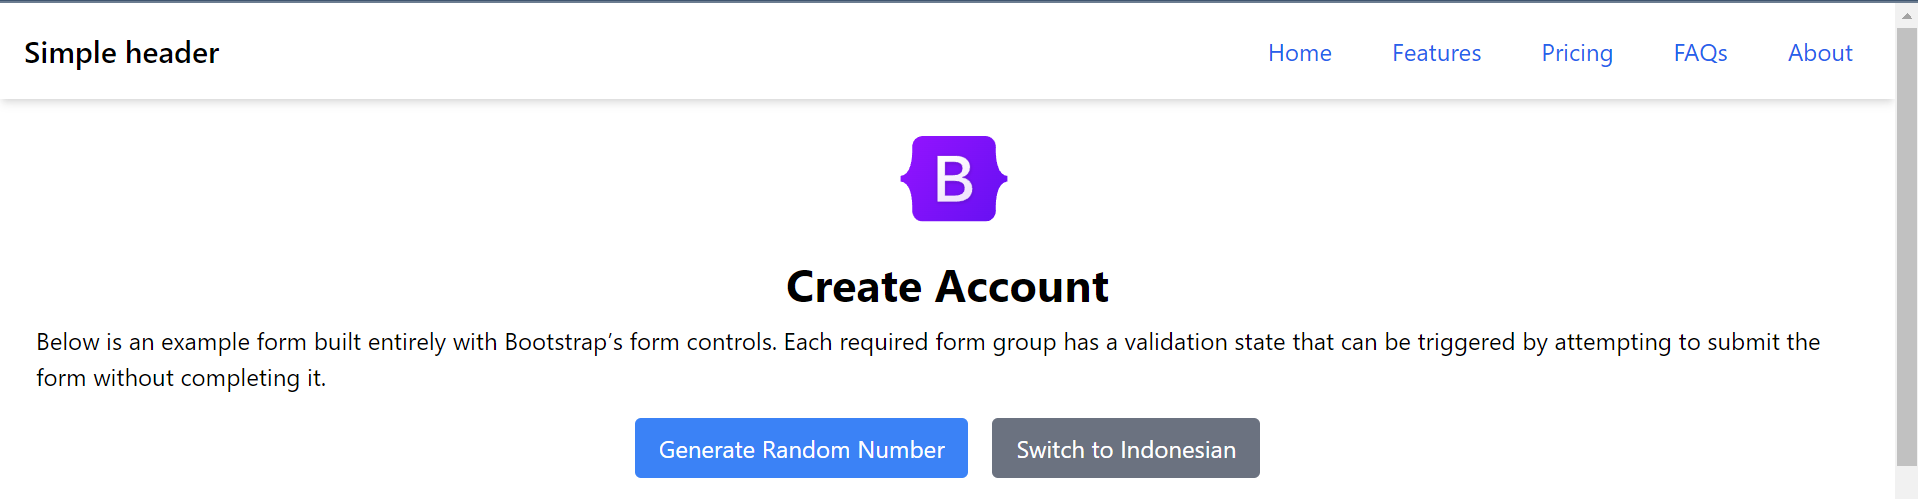 Simple header
Home Features Pricing FAQs About
B
Create Account
Below is an example form built entirely with Bootstrap’s form controls. Each required form group has a validation state that can be triggered by attempting to submit the
form without completing it.
Generate Random Number Switch to Indonesian